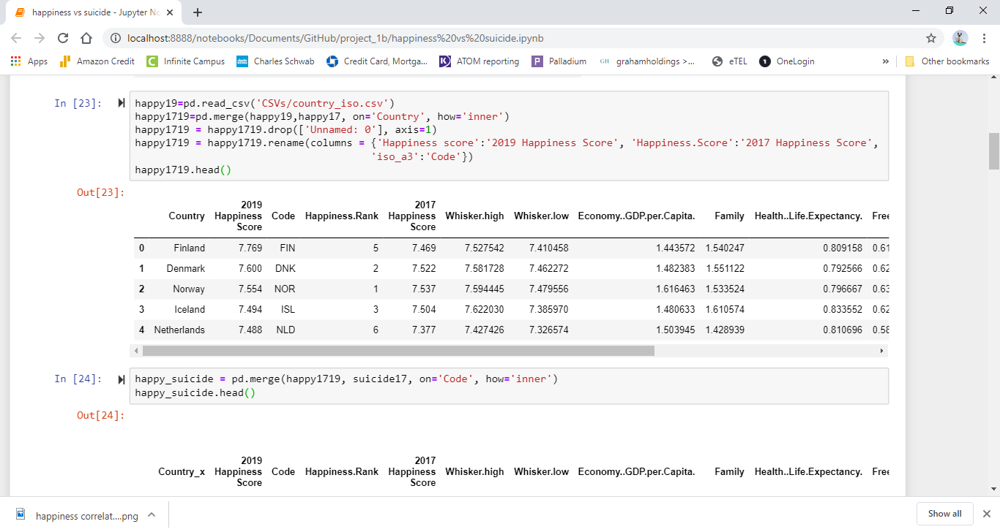 happiness vs suicide - Jupyter No
localhost:8888/notebooks/Documents/GitHub/project_1b/happiness%20vs%20suicide.ipynb
Apps Amazon Credit Infinite Campus Charles Schwab Credit Card, Mortga... ATOM reporting Palladium GH grahamholdings >... eTEL 1 OneLogin » Other bookmarks
In [23]: happy19=pd.read_csv('CSVs/country_iso.csv')
happy1719=pd.merge(happy19,happy17, on='Country', how='inner')
happy1719 = happy1719.drop(['Unnamed: 0'], axis=1)
happy1719 = happy1719.rename(columns = {'Happiness score':'2019 Happiness Score', 'Happiness.Score':'2017 Happiness Score',
'iso_a3':'Code'})
happy1719.head()
Out[23]:
Country 2019 Happiness Score Code Happiness.Rank 2017 Happiness Score Whisker.high Whisker.low Economy..GDP.per.Capita. Family Health..Life.Expectancy. Free
0 Finland 7.769 FIN 5 7.469 7.527542 7.410458 1.443572 1.540247 0.809158 0.61
1 Denmark 7.600 DNK 2 7.522 7.581728 7.462272 1.482383 1.551122 0.792566 0.62
2 Norway 7.554 NOR 1 7.537 7.594445 7.479556 1.616463 1.533524 0.796667 0.63
3 Iceland 7.494 ISL 3 7.504 7.622030 7.385970 1.480633 1.610574 0.833552 0.62
4 Netherlands 7.488 NLD 6 7.377 7.427426 7.326574 1.503945 1.428939 0.810696 0.58
In [24]: happy_suicide = pd.merge(happy1719, suicide17, on='Code', how='inner')
happy_suicide.head()
Out[24]:
Country_x 2019 Happiness Score Code Happiness.Rank 2017 Happiness Score Whisker.high Whisker.low Economy..GDP.per.Capita. Family Health..Life.Expectancy. Free
happiness correlat....png Show all